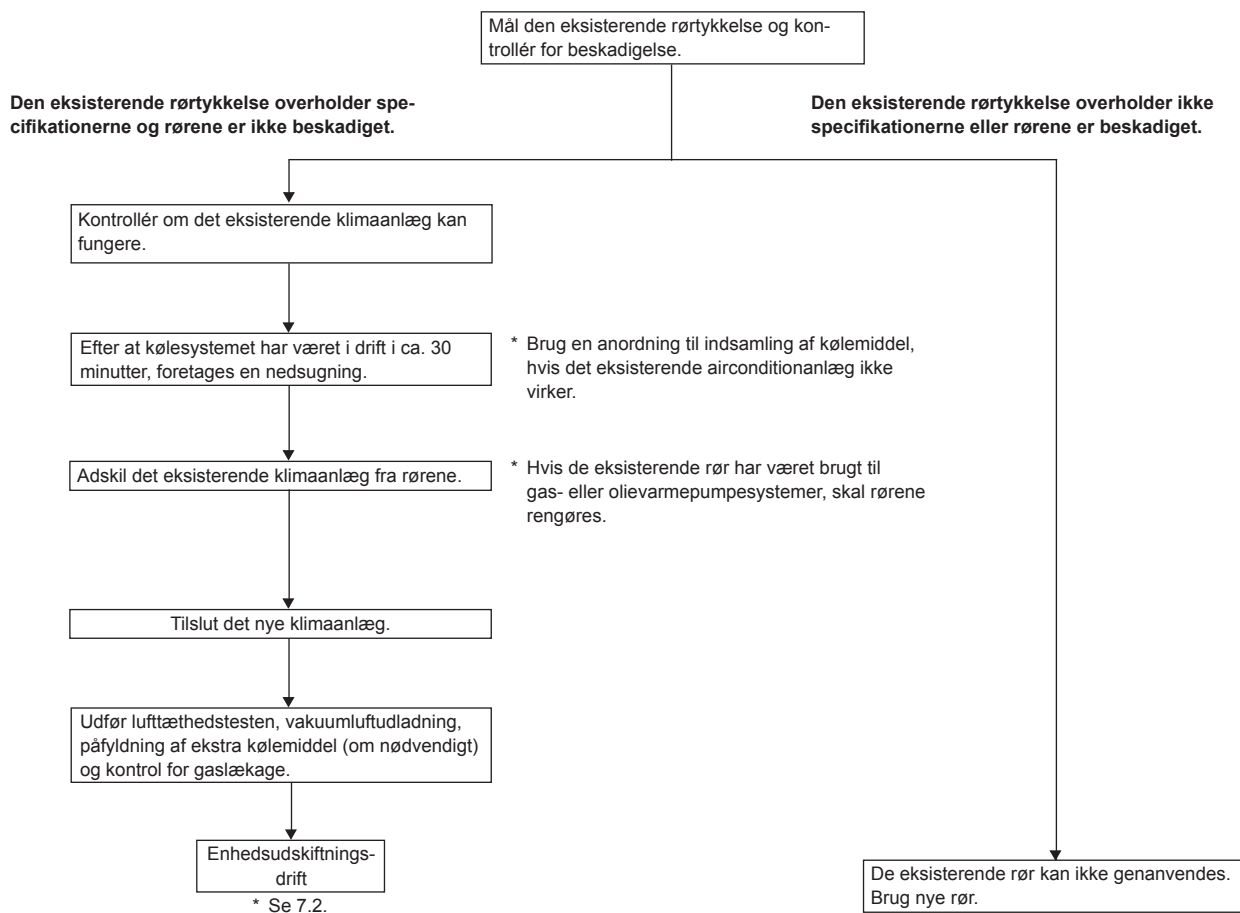 Mål den eksisterende rørtykkelse og kon-
trollér for beskadigelse.
Den eksisterende rørtykkelse overholder spe-
cifikationerne og rørene er ikke beskadiget.
Den eksisterende rørtykkelse overholder ikke
specifikationerne eller rørene er beskadiget.
Kontrollér om det eksisterende klimaanlæg kan
fungere.
Efter at kølesystemet har været i drift i ca. 30
minutter, foretages en nedsugning.
* Brug en anordning til indsamling af kølemiddel,
hvis det eksisterende airconditionanlæg ikke
virker.
Adskil det eksisterende klimaanlæg fra rørene.
* Hvis de eksisterende rør har været brugt til
gas- eller olievarmepumpesystemer, skal rørene
rengøres.
Tilslut det nye klimaanlæg.
Udfør lufttæthedstesten, vakuumluftudladning,
påfyldning af ekstra kølemiddel (om nødvendigt)
og kontrol for gaslækage.
Enhedsudskiftnings-
drift
* Se 7.2.
De eksisterende rør kan ikke genanvendes.
Brug nye rør.